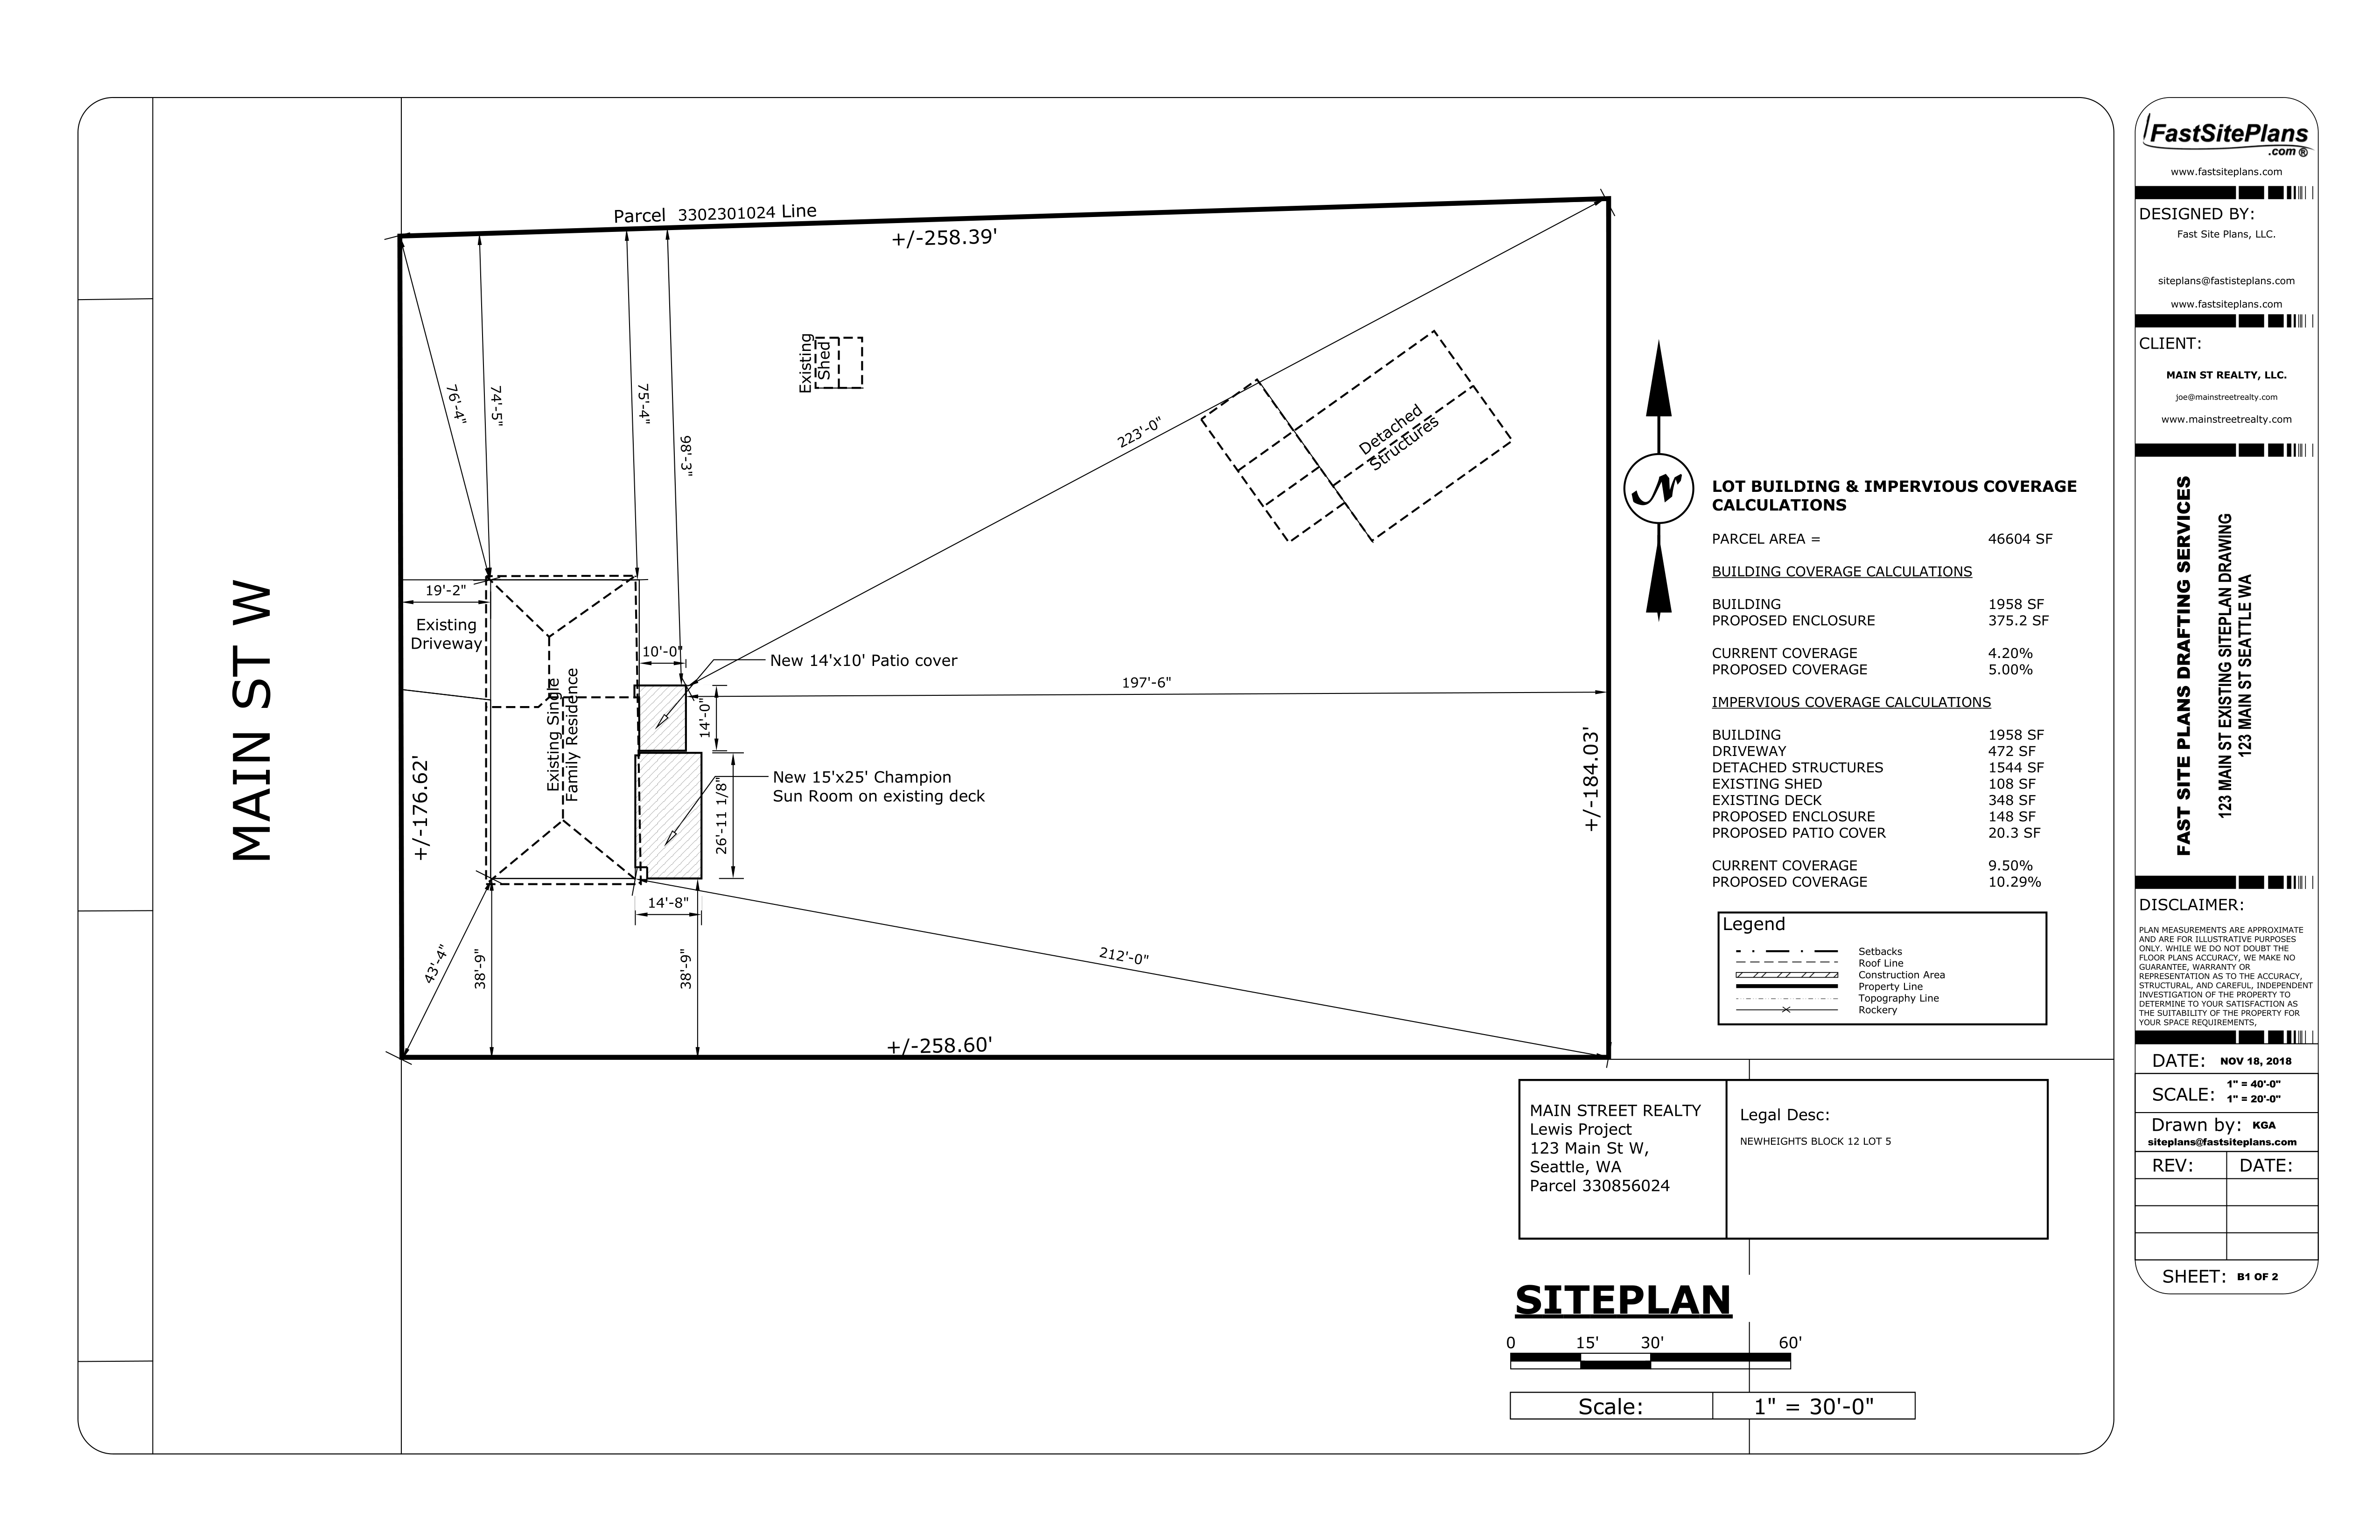 Parcel 3302301024 Line
+/-258.39'
76'-4"
74'-5"
75'-4"
98'-3"
Existing
Shed
223'-0"
Detached
Structures
19'-2"
Existing
Driveway
MAIN ST W
Existing Single
Family Residence
10'-0"
New 14'x10' Patio cover
14'-0"
197'-6"
New 15'x25' Champion
Sun Room on existing deck
26'-11 1/8"
+/-176.62'
+/-184.03'
14'-8"
43'-4"
38'-9"
38'-9"
212'-0"
+/-258.60'
N
LOT BUILDING & IMPERVIOUS COVERAGE
CALCULATIONS
PARCEL AREA = 46604 SF
BUILDING COVERAGE CALCULATIONS
BUILDING 1958 SF
PROPOSED ENCLOSURE 375.2 SF
CURRENT COVERAGE 4.20%
PROPOSED COVERAGE 5.00%
IMPERVIOUS COVERAGE CALCULATIONS
BUILDING 1958 SF
DRIVEWAY 472 SF
DETACHED STRUCTURES 1544 SF
EXISTING SHED 108 SF
EXISTING DECK 348 SF
PROPOSED ENCLOSURE 148 SF
PROPOSED PATIO COVER 20.3 SF
CURRENT COVERAGE 9.50%
PROPOSED COVERAGE 10.29%
Legend
Setbacks
Roof Line
Construction Area
Property Line
Topography Line
Rockery
MAIN STREET REALTY
Lewis Project
123 Main St W,
Seattle, WA
Parcel 330856024
Legal Desc:
NEWHEIGHTS BLOCK 12 LOT 5
SITEPLAN
0 15' 30' 60'
Scale: 1" = 30'-0"
FastSitePlans
.com ®
www.fastsiteplans.com
DESIGNED BY:
Fast Site Plans, LLC.
siteplans@fastisteplans.com
www.fastsiteplans.com
CLIENT:
MAIN ST REALTY, LLC.
joe@mainstreetrealty.com
www.mainstreetrealty.com
FAST SITE PLANS DRAFTING SERVICES
123 MAIN ST EXISTING SITEPLAN DRAWING
123 MAIN ST SEATTLE WA
DISCLAIMER:
PLAN MEASUREMENTS ARE APPROXIMATE
AND ARE FOR ILLUSTRATIVE PURPOSES
ONLY. WHILE WE DO NOT DOUBT THE
FLOOR PLANS ACCURACY, WE MAKE NO
GUARANTEE, WARRANTY OR
REPRESENTATION AS TO THE ACCURACY,
STRUCTURAL, AND CAREFUL, INDEPENDENT
INVESTIGATION OF THE PROPERTY TO
DETERMINE TO YOUR SATISFACTION AS
THE SUITABILITY OF THE PROPERTY FOR
YOUR SPACE REQUIREMENTS,
DATE: NOV 18, 2018
SCALE: 1" = 40'-0"
1" = 20'-0"
Drawn by: KGA
siteplans@fastsiteplans.com
REV: DATE:
SHEET: B1 OF 2